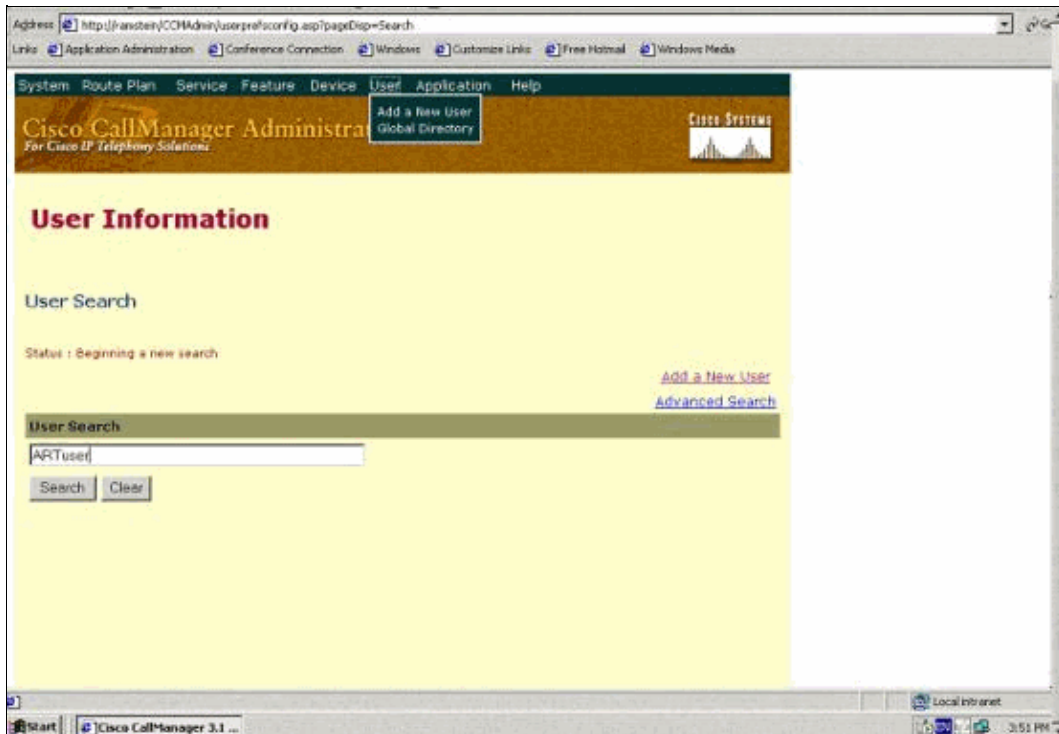 Address http://ramstein/CCMAdmin/userprefsconfig.asp?pageDisp=Search
Links Application Administration Conference Connection Windows Customize Links Free Hotmail Windows Media
System Route Plan Service Feature Device User Application Help
Add a New User
Global Directory
Cisco CallManager Administra
For Cisco IP Telephony Solutions
CISCO SYSTEMS
User Information
User Search
Status : Beginning a new search
Add a New User
Advanced Search
User Search
ARTuser
Search Clear
Local intranet
Start Cisco CallManager 3.1 ... EN 3:51 PM